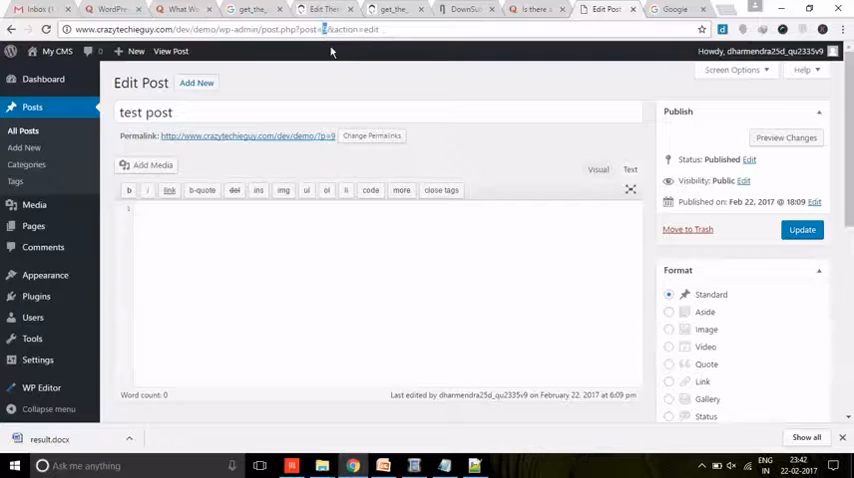 Inbox (1
WordPr
What Wi
get_the_
Edit Ther
get_the_
DownSu
Is there a
Edit Post
Google
www.crazytechieguy.com/dev/demo/wp-admin/post.php?post=9&action=edit
My CMS 0 New View Post
Howdy, dharmendra25d_qu2335v9
Dashboard
Posts
All Posts
Add New
Categories
Tags
Media
Pages
Comments
Appearance
Plugins
Users
Tools
Settings
WP Editor
Collapse menu
Screen Options Help
Edit Post Add New
test post
Permalink: http://www.crazytechieguy.com/dev/demo/?p=9 Change Permalinks
Add Media
Visual Text
b i link b-quote del ins img ul ol li code more close tags
1
Word count: 0 Last edited by dharmendra25d_qu2335v9 on February 22, 2017 at 6:09 pm
Publish
Preview Changes
Status: Published Edit
Visibility: Public Edit
Published on: Feb 22, 2017 @ 18:09 Edit
Move to Trash Update
Format
Standard
Aside
Image
Video
Quote
Link
Gallery
Status
result.docx
Show all
Ask me anything
ENG
IN
23:42
22-02-2017